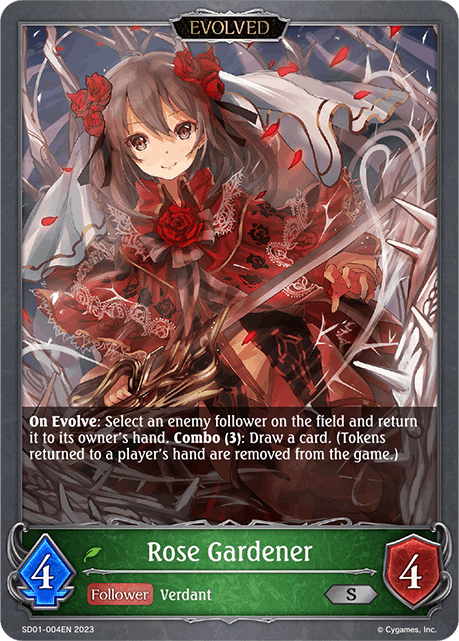 EVOLVED
On Evolve: Select an enemy follower on the field and return
it to its owner's hand. Combo (3): Draw a card. (Tokens
returned to a player's hand are removed from the game.)
Rose Gardener
4
Follower Verdant
S
4
SD01-004EN 2023
© Cygames, Inc.